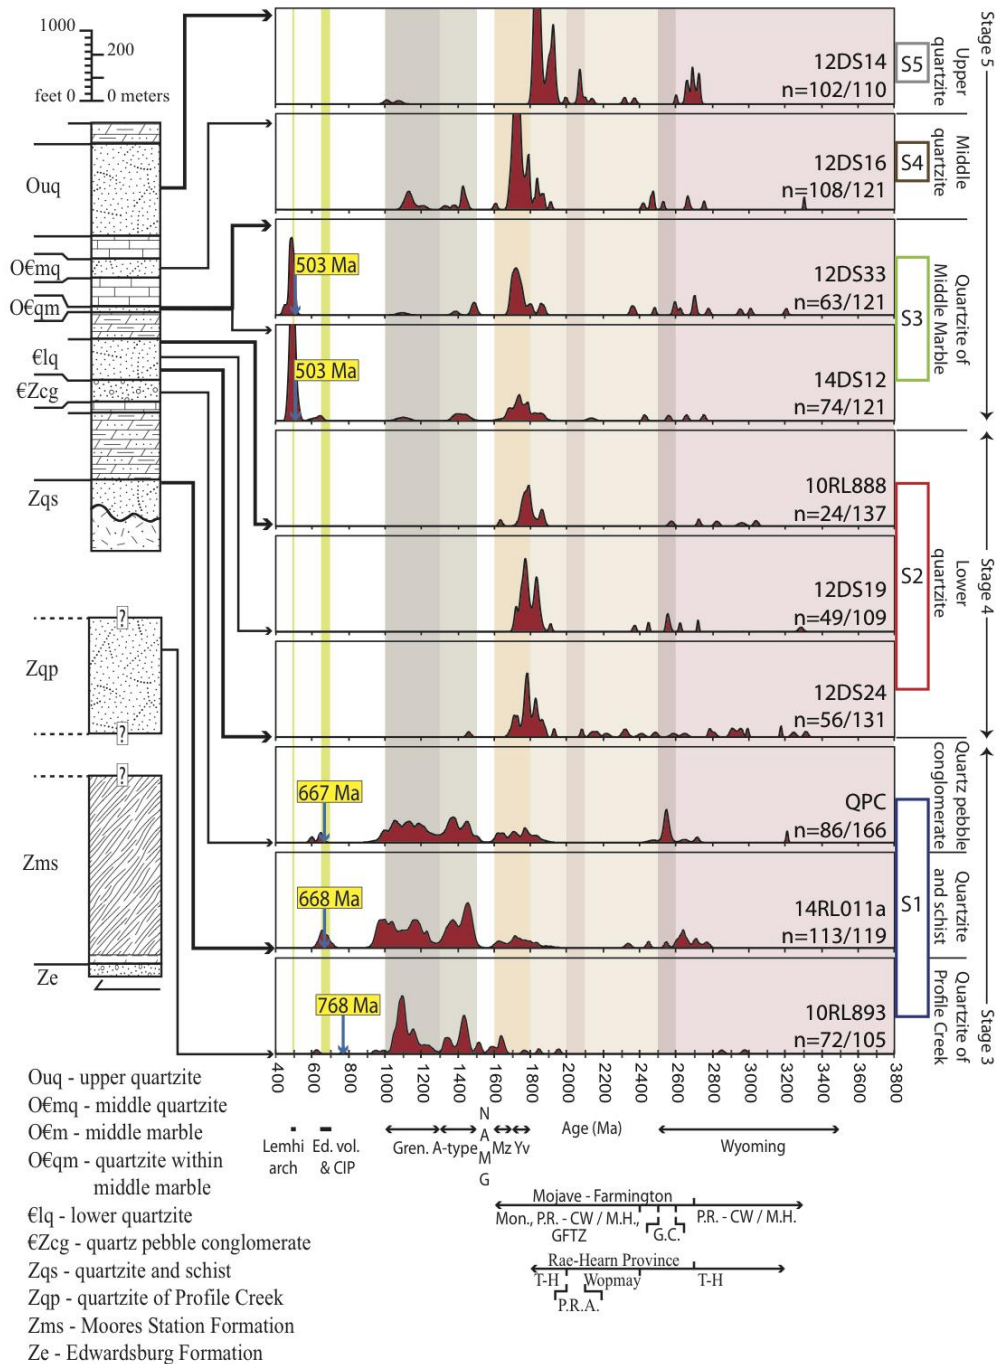 1000
200
feet 0
0 meters
Ouq
O€mq
O€qm
€lq
€Zcg
Zqs
?
Zqp
?
?
Zms
Ze
12DS14
n=102/110
S5
Upper
quartzite
Stage 5
12DS16
n=108/121
S4
Middle
quartzite
503 Ma
12DS33
n=63/121
503 Ma
14DS12
n=74/121
S3
Quartzite of
Middle Marble
10RL888
n=24/137
12DS19
n=49/109
12DS24
n=56/131
S2
Lower
quartzite
Stage 4
667 Ma
QPC
n=86/166
Quartz pebble
conglomerate
668 Ma
14RL011a
n=113/119
S1
Quartzite
and schist
768 Ma
10RL893
n=72/105
Quartzite of
Profile Creek
Stage 3
400 600 800 1000 1200 1400 1600 1800 2000 2200 2400 2600 2800 3000 3200 3400 3600 3800
Lemhi
arch
Ed. vol.
& CIP
Gren. A-type
N
A
M
G
Mz Yv
Age (Ma)
Wyoming
Mojave - Farmington
Mon., P.R. - CW / M.H.,
GFTZ
G.C.
P.R. - CW / M.H.
Rae-Hearn Province
T-H
Wopmay
T-H
P.R.A.
Ouq - upper quartzite
O€mq - middle quartzite
O€m - middle marble
O€qm - quartzite within
middle marble
€lq - lower quartzite
€Zcg - quartz pebble conglomerate
Zqs - quartzite and schist
Zqp - quartzite of Profile Creek
Zms - Moores Station Formation
Ze - Edwardsburg Formation